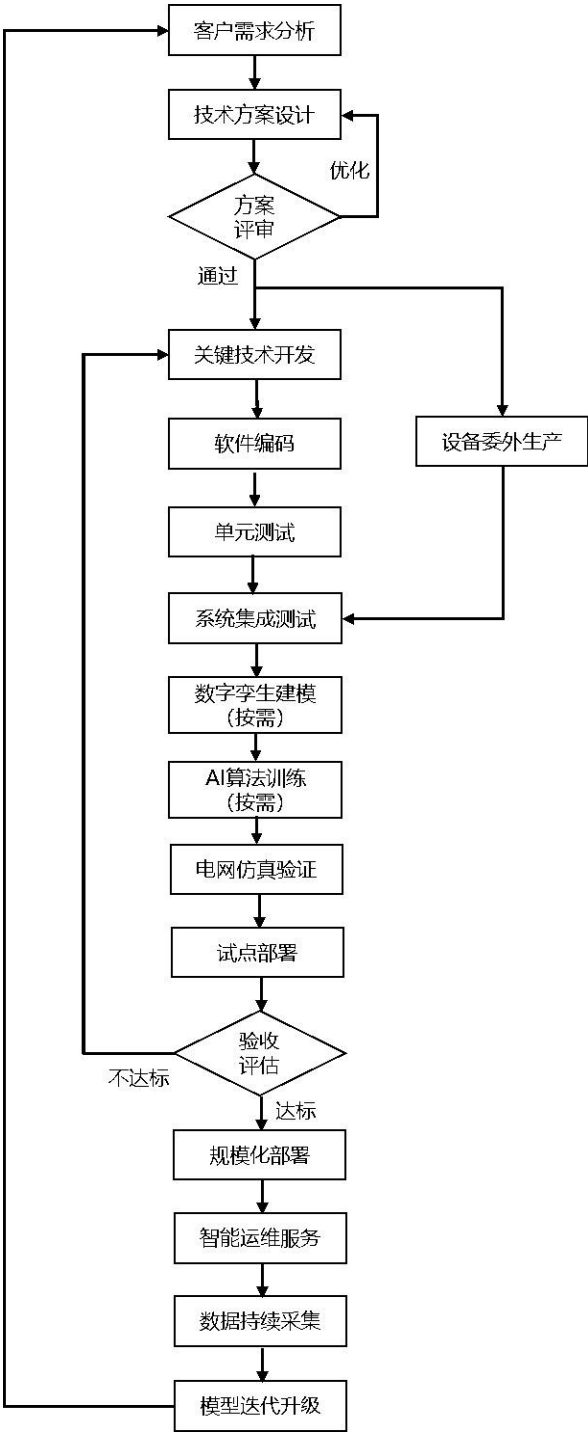 客户需求分析
技术方案设计
优化
方案
评审
通过
关键技术开发
软件编码
设备委外生产
单元测试
系统集成测试
数字孪生建模
（按需）
AI算法训练
（按需）
电网仿真验证
试点部署
验收
评估
不达标
达标
规模化部署
智能运维服务
数据持续采集
模型迭代升级